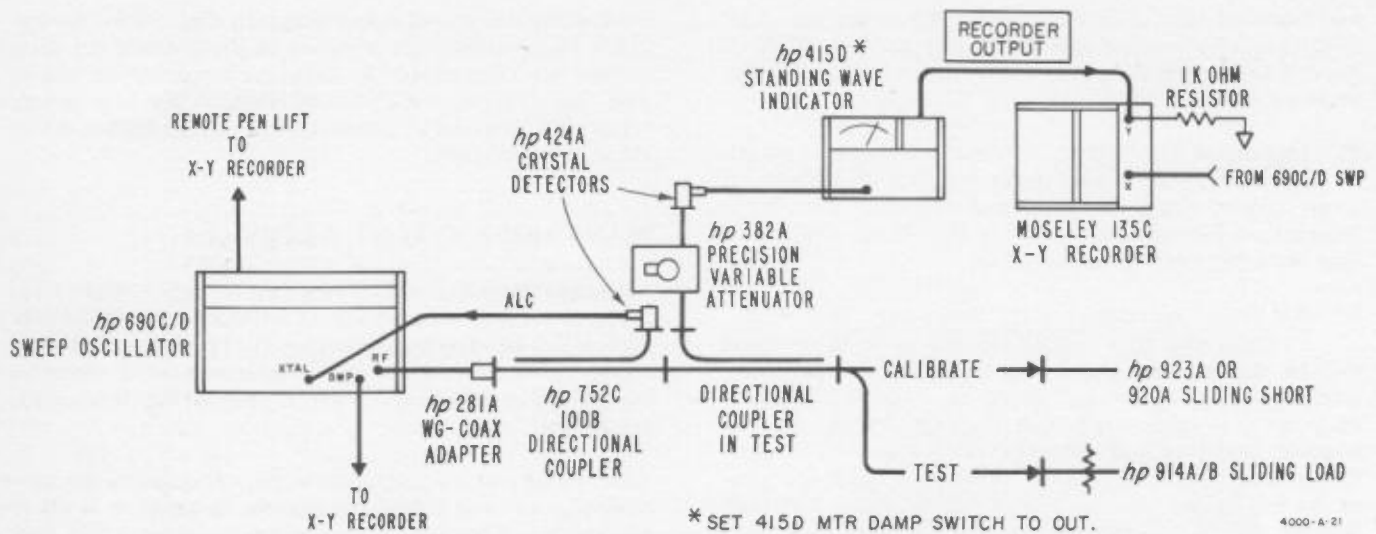 RECORDER
OUTPUT
hp 415D *
STANDING WAVE
INDICATOR
1K OHM
RESISTOR
Y
X
FROM 690C/D SWP
MOSELEY 135C
X-Y RECORDER
REMOTE PEN LIFT
TO
X-Y RECORDER
hp 424A
CRYSTAL
DETECTORS
hp 382A
PRECISION
VARIABLE
ATTENUATOR
ALC
hp 690C/D
SWEEP OSCILLATOR
XTAL
SWP
RF
hp 281A
WG-COAX
ADAPTER
hp 752C
10DB
DIRECTIONAL
COUPLER
DIRECTIONAL
COUPLER
IN TEST
CALIBRATE
hp 923A OR
920A SLIDING SHORT
TEST
hp 914A/B SLIDING LOAD
TO
X-Y RECORDER
* SET 415D MTR DAMP SWITCH TO OUT.
4000-A-21